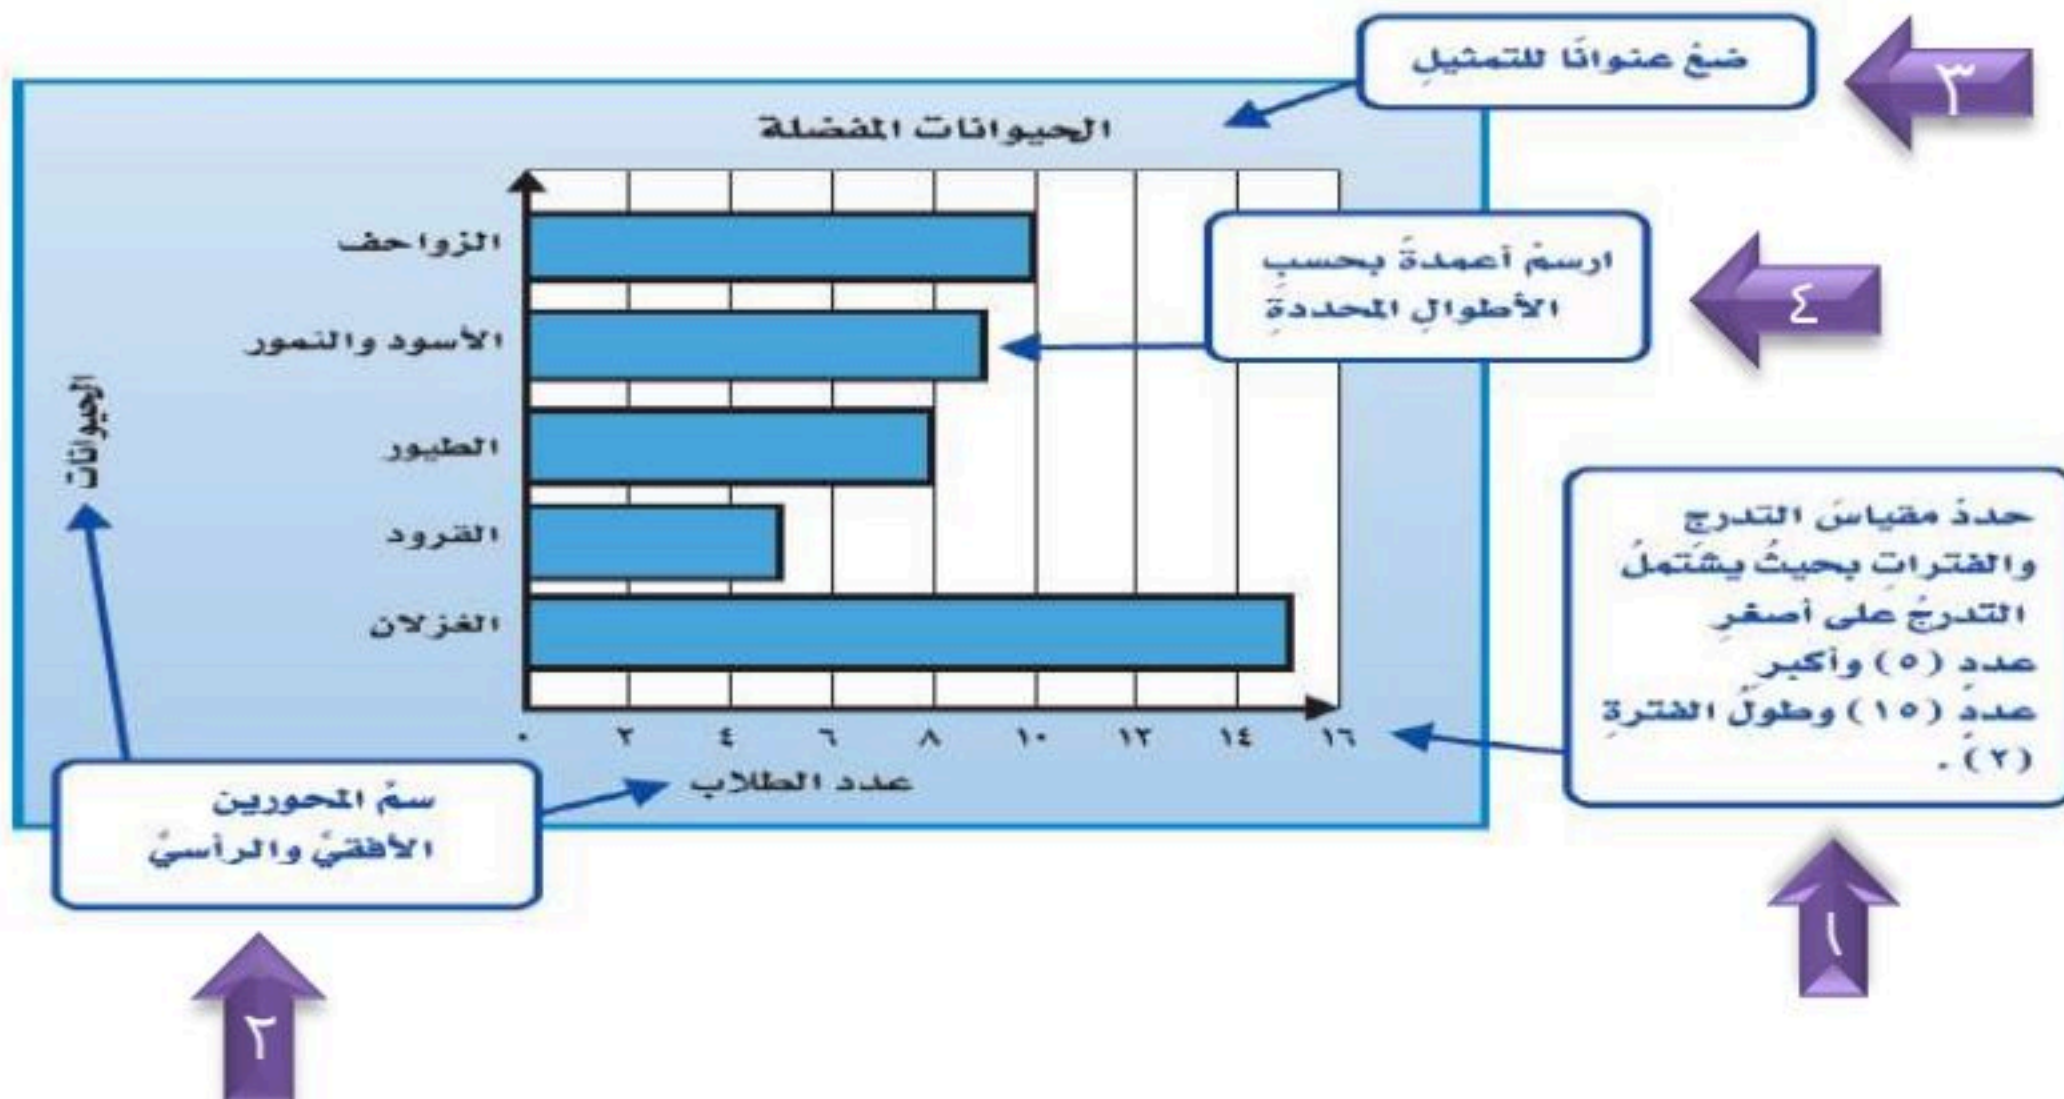 ضعْ عنوانًا للتمثيلِ
٣
الحيوانات المفضلة
الزواحف
الأسود والنمور
الطيور
القرود
الغزلان
الحيوانات
٠ ٢ ٤ ٦ ٨ ١٠ ١٢ ١٤ ١٦
عدد الطلاب
ارسمْ أعمدةً بحسبِ
الأطوالِ المحددةِ
٤
حددْ مقياسَ التدرجِ
والفتراتِ بحيثُ يشتملُ
التدرجُ على أصغرِ
عددٍ (٥) وأكبرِ
عددٍ (١٥) وطولُ الفترةِ
(٢).
١
سمِّ المحورين
الأفقيَّ والرأسيَّ
٢